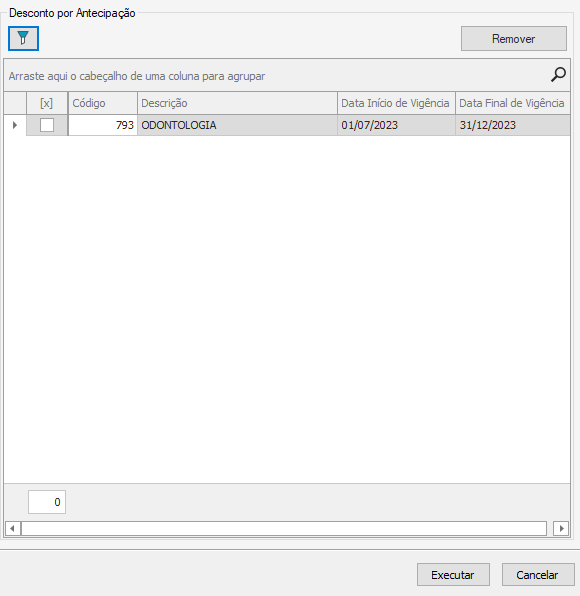 Desconto por Antecipação
Remover
Arraste aqui o cabeçalho de uma coluna para agrupar
[x] Código Descrição Data Início de Vigência Data Final de Vigência
793 ODONTOLOGIA 01/07/2023 31/12/2023
0
Executar Cancelar